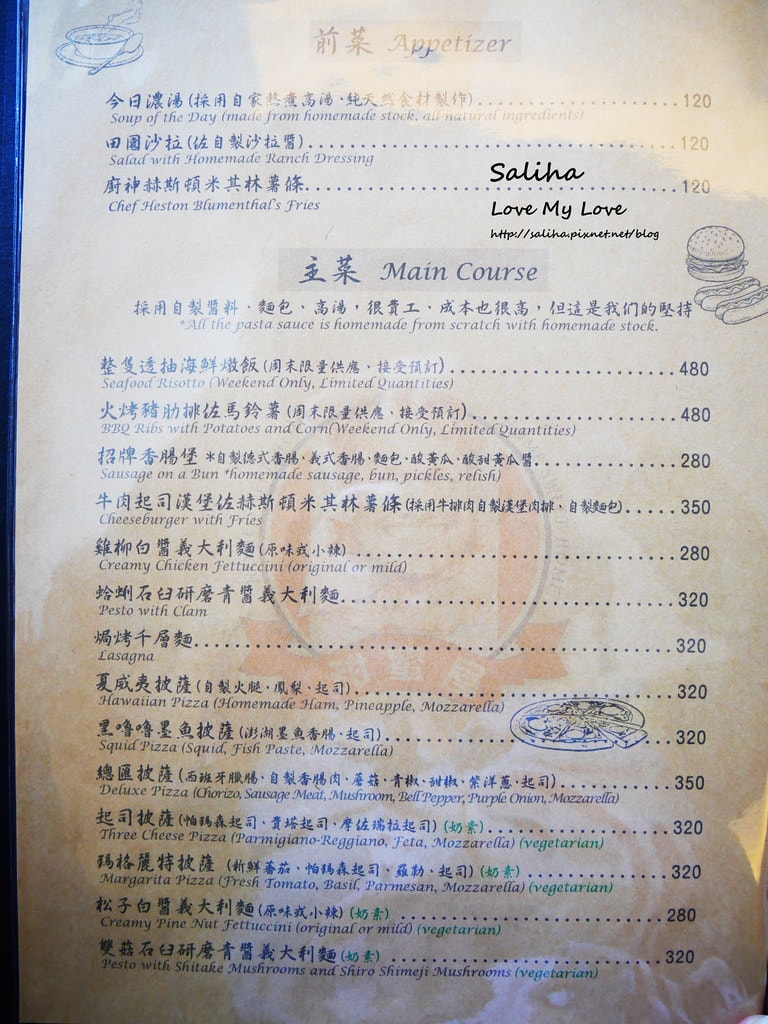 前菜 Appetizer
今日濃湯(採用自家熬煮高湯、純天然食材製作)......................120
Soup of the Day (made from homemade stock, all natural ingredients)
田園沙拉(佐自製沙拉醬)........................................120
Salad with Homemade Ranch Dressing
廚神赫斯頓米其林薯條........................................120
Chef Heston Blumenthal's Fries
Saliha
Love My Love
http://saliha.pixnet.net/blog
主菜 Main Course
採用自製醬料、麵包、高湯,很費工、成本也很高,但這是我們的堅持
*All the pasta sauce is homemade from scratch with homemade stock.
整隻透抽海鮮燉飯(周末限量供應、接受預訂)........................480
Seafood Risotto (Weekend Only, Limited Quantities)
火烤豬肋排佐馬鈴薯(周末限量供應、接受預訂)......................480
BBQ Ribs with Potatoes and Corn(Weekend Only, Limited Quantities)
招牌香腸堡 *自製德式香腸、義式香腸、麵包、酸黃瓜、酸甜黃瓜醬................280
Sausage on a Bun *homemade sausage, bun, pickles, relish)
牛肉起司漢堡佐赫斯頓米其林薯條(採用牛排肉自製漢堡肉排、自製麵包).....350
Cheeseburger with Fries
雞柳白醬義大利麵(原味或小辣) ..................................280
Creamy Chicken Fettuccini (original or mild)
蛤蜊石臼研磨青醬義大利麵....................................320
Pesto with Clam
焗烤千層麵....................................................320
Lasagna
夏威夷披薩(自製火腿、鳳梨、起司)..................................320
Hawaiian Pizza (Homemade Ham, Pineapple, Mozzarella)
黑嚕嚕墨魚披薩(澎湖墨魚香腸、起司)..............................320
Squid Pizza (Squid, Fish Paste, Mozzarella)
總匯披薩(西班牙臘腸、自製香腸肉、蘑菇、青椒、甜椒、紫洋蔥、起司)............350
Deluxe Pizza (Chorizo, Sausage Meat, Mushroom, Bell Pepper, Purple Onion, Mozzarella)
起司披薩(帕瑪森起司、費塔起司、摩佐瑞拉起司) (奶素)....................320
Three Cheese Pizza (Parmigiano-Reggiano, Feta, Mozzarella) (vegetarian)
瑪格麗特披薩 (新鮮蕃茄、帕瑪森起司、羅勒、起司) (奶素) ................320
Margarita Pizza (Fresh Tomato, Basil, Parmesan, Mozzarella) (vegetarian)
松子白醬義大利麵(原味或小辣) (奶素) ............................280
Creamy Pine Nut Fettuccini (original or mild) (vegetarian)
雙菇石臼研磨青醬義大利麵(奶素) ................................320
Pesto with Shitake Mushrooms and Shiro Shimeji Mushrooms (vegetarian)